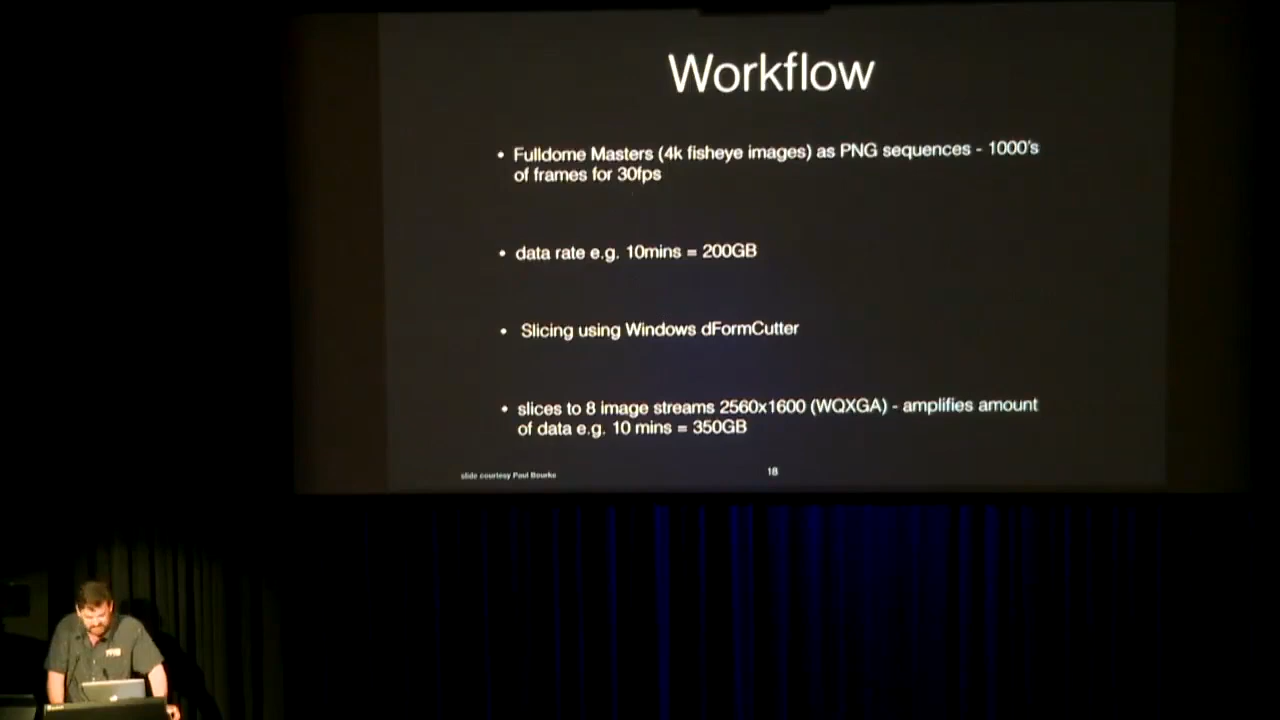 Workflow
• Fulldome Masters (4k fisheye images) as PNG sequences - 1000's
of frames for 30fps
• data rate e.g. 10mins = 200GB
• Slicing using Windows dFormCutter
• slices to 8 image streams 2560x1600 (WQXGA) - amplifies amount
of data e.g. 10 mins = 350GB
slide courtesy Paul Bourke
18